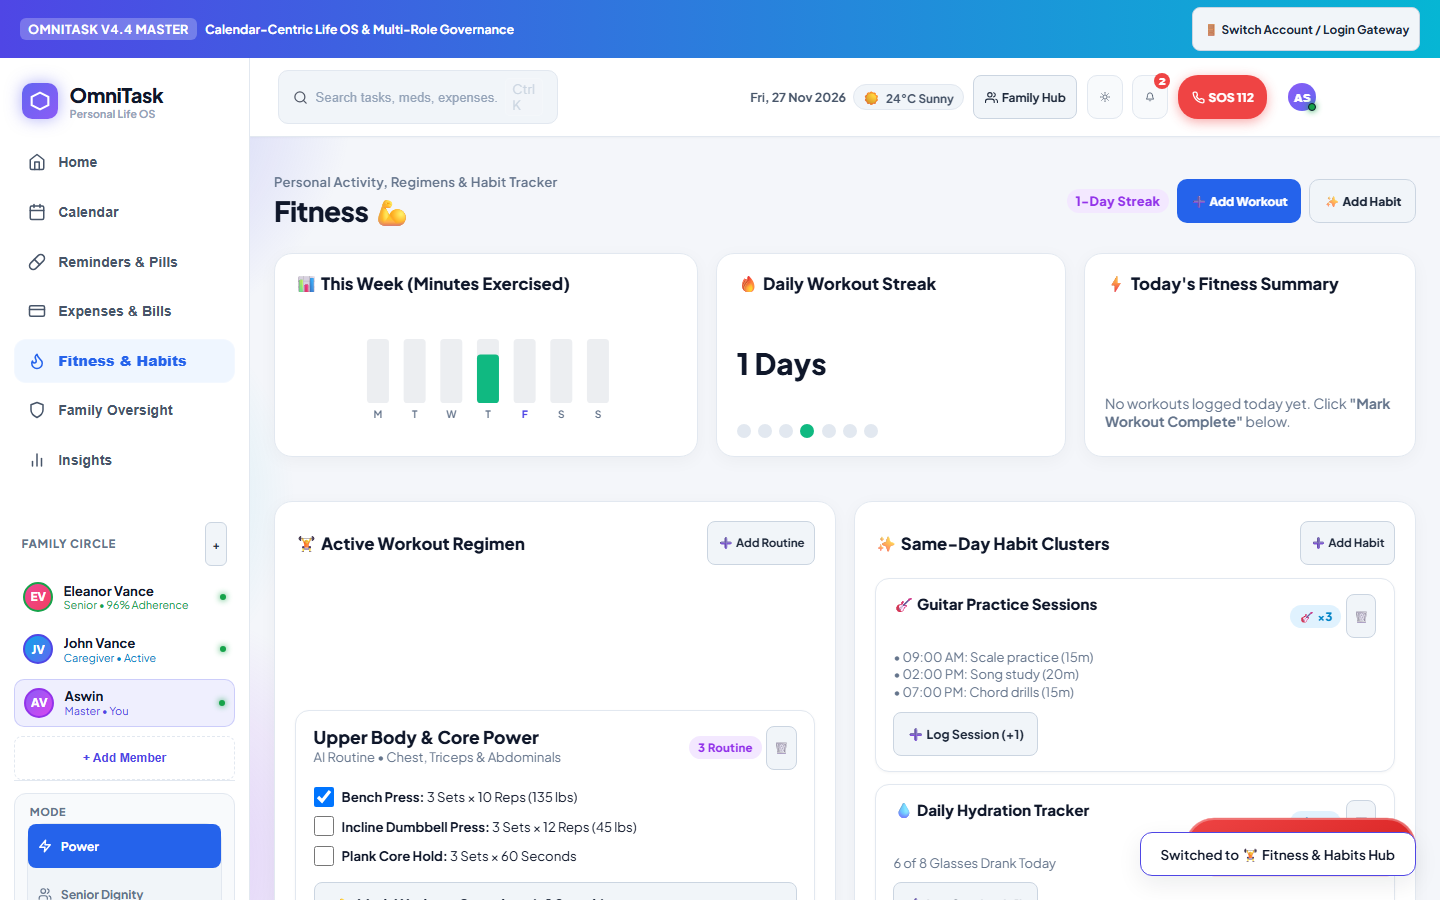 OMNITASK V4.4 MASTER
Calendar-Centric Life OS & Multi-Role Governance
Switch Account / Login Gateway
OmniTask
Personal Life OS
Search tasks, meds, expenses.
Ctrl
K
Fri, 27 Nov 2026
24°C Sunny
Family Hub
2
SOS 112
AS
Home
Calendar
Reminders & Pills
Expenses & Bills
Fitness & Habits
Family Oversight
Insights
FAMILY CIRCLE
+
EV
Eleanor Vance
Senior • 96% Adherence
JV
John Vance
Caregiver • Active
AV
Aswin
Master • You
+ Add Member
MODE
Power
Senior Dignity
Personal Activity, Regimens & Habit Tracker
Fitness 💪
1-Day Streak
➕ Add Workout
✨ Add Habit
📊 This Week (Minutes Exercised)
M T W T F S S
🔥 Daily Workout Streak
1 Days
⚡ Today's Fitness Summary
No workouts logged today yet. Click "Mark
Workout Complete" below.
🏋️ Active Workout Regimen
➕ Add Routine
Upper Body & Core Power
AI Routine • Chest, Triceps & Abdominals
3 Routine
Bench Press: 3 Sets × 10 Reps (135 lbs)
Incline Dumbbell Press: 3 Sets × 12 Reps (45 lbs)
Plank Core Hold: 3 Sets × 60 Seconds
✨ Same-Day Habit Clusters
➕ Add Habit
🎸 Guitar Practice Sessions
🎸 ×3
• 09:00 AM: Scale practice (15m)
• 02:00 PM: Song study (20m)
• 07:00 PM: Chord drills (15m)
➕ Log Session (+1)
💧 Daily Hydration Tracker
6 of 8 Glasses Drank Today
Switched to 🏋️ Fitness & Habits Hub